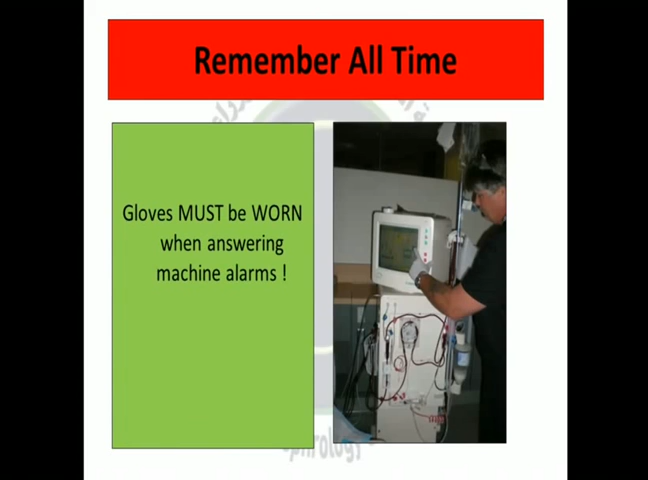 Remember All Time
Gloves MUST be WORN
when answering
machine alarms !